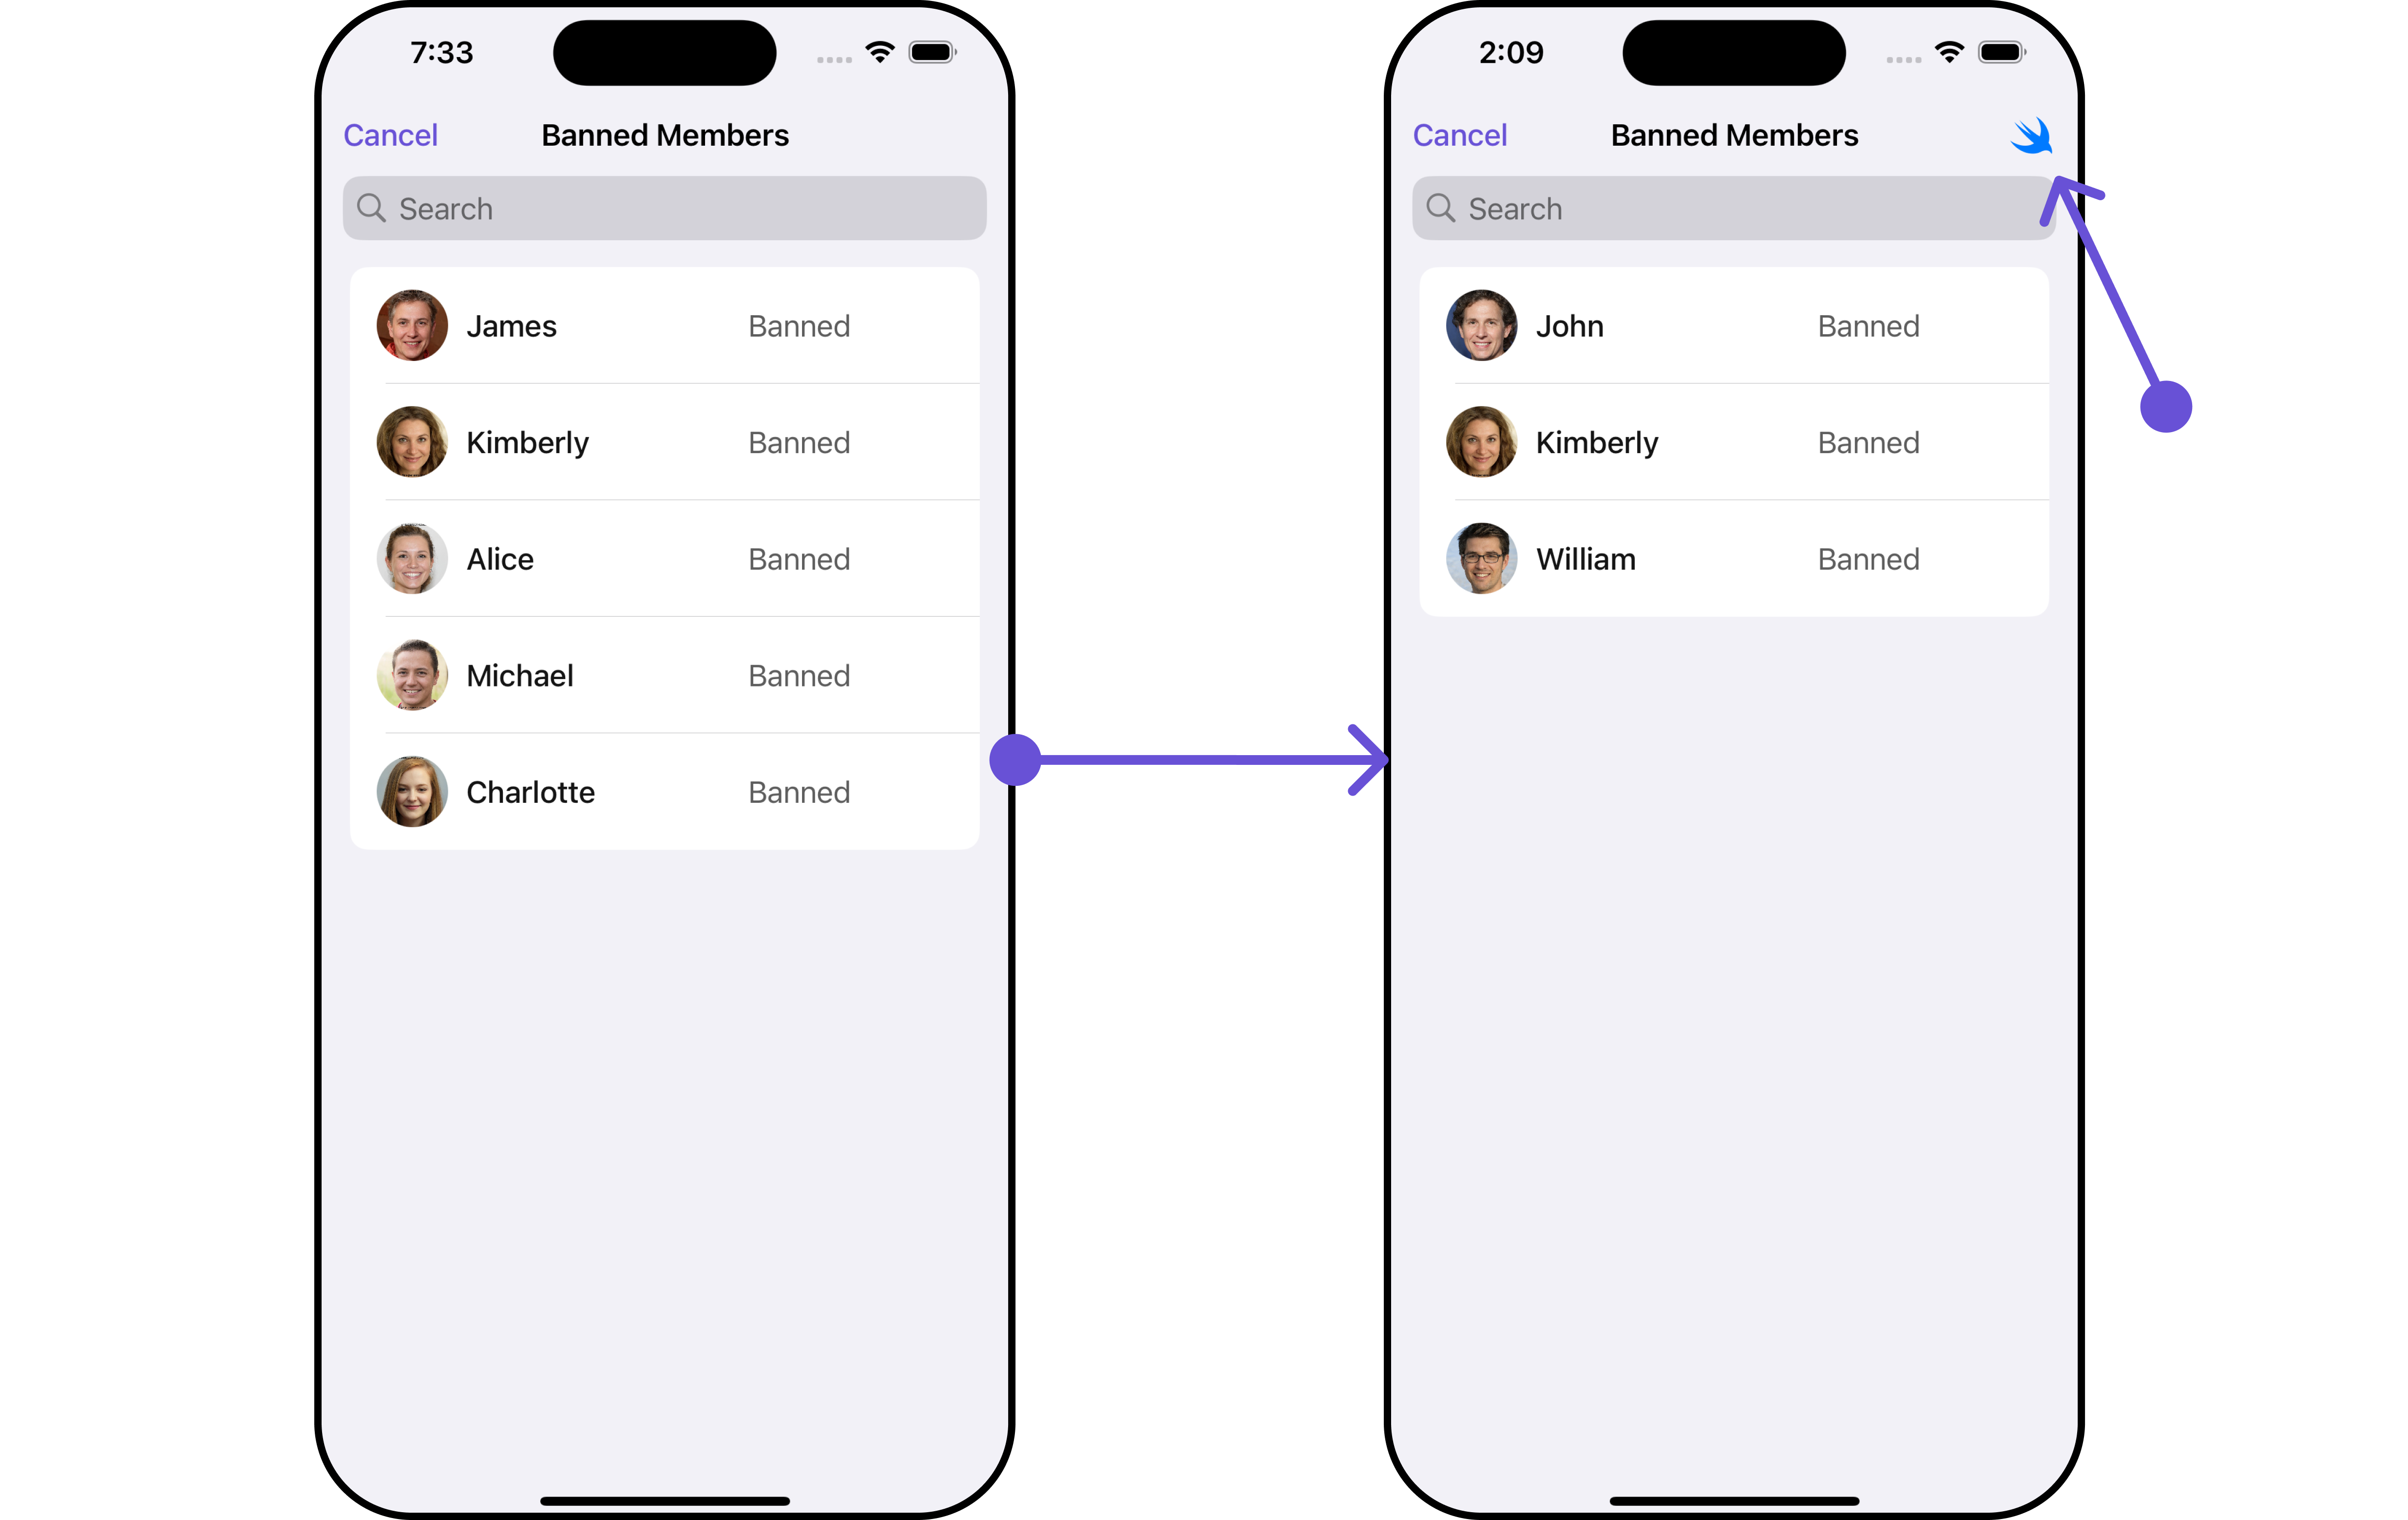 7:33
Cancel
Banned Members
Search
James Banned
Kimberly Banned
Alice Banned
Michael Banned
Charlotte Banned
2:09
Cancel
Banned Members
Search
John Banned
Kimberly Banned
William Banned